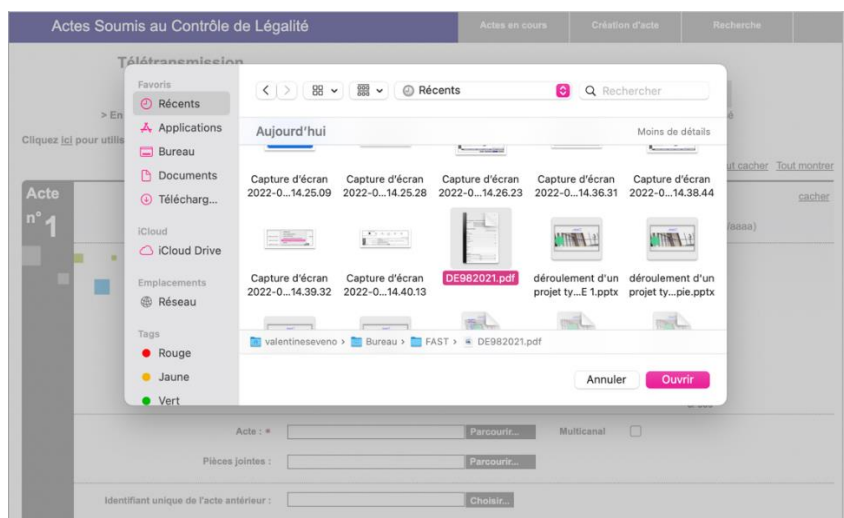 Actes Soumis au Contrôle de Légalité
Actes en cours
Création d'acte
Recherche
Télétransmission
> En
Cliquez ici pour utilis
Tout montrer
Acte
n° 1
cacher
/aaaa)
Favoris
Récents
Applications
Bureau
Documents
Télécharg...
iCloud
iCloud Drive
Emplacements
Réseau
Tags
Rouge
Jaune
Vert
Récents
Rechercher
Aujourd'hui
Moins de détails
Capture d'écran 2022-0...14.25.09
Capture d'écran 2022-0...14.25.28
Capture d'écran 2022-0...14.26.23
Capture d'écran 2022-0...14.36.31
Capture d'écran 2022-0...14.38.44
Capture d'écran 2022-0...14.39.32
Capture d'écran 2022-0...14.40.13
DE982021.pdf
déroulement d'un projet ty...E 1.pptx
déroulement d'un projet ty...pie.pptx
valentineseveno › Bureau › FAST › DE982021.pdf
Annuler
Ouvrir
Acte : *
Parcourir...
Multicanal
Pièces jointes :
Parcourir...
Identifiant unique de l'acte antérieur :
Choisir...